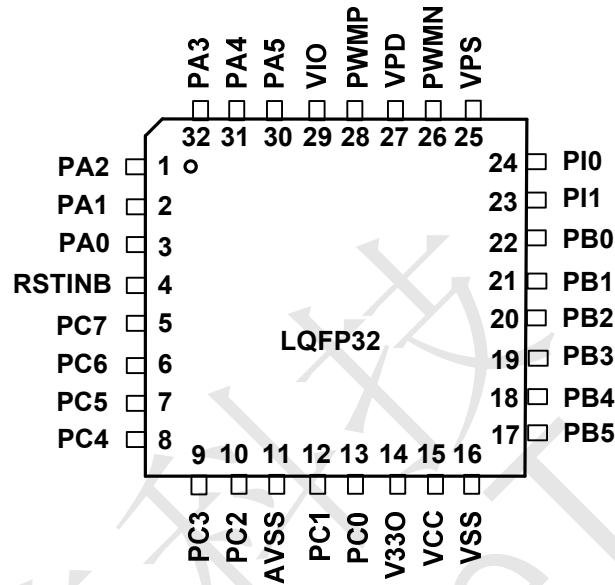 PA3 PA4 PA5 VIO PWMP VPD PWMN VPS
32 31 30 29 28 27 26 25
PA2 1 24 PI0
PA1 2 23 PI1
PA0 3 22 PB0
RSTINB 4 21 PB1
PC7 5 20 PB2
LQFP32
PC6 6 19 PB3
PC5 7 18 PB4
PC4 8 17 PB5
9 10 11 12 13 14 15 16
PC3 PC2 AVSS PC1 PC0 V33O VCC VSS